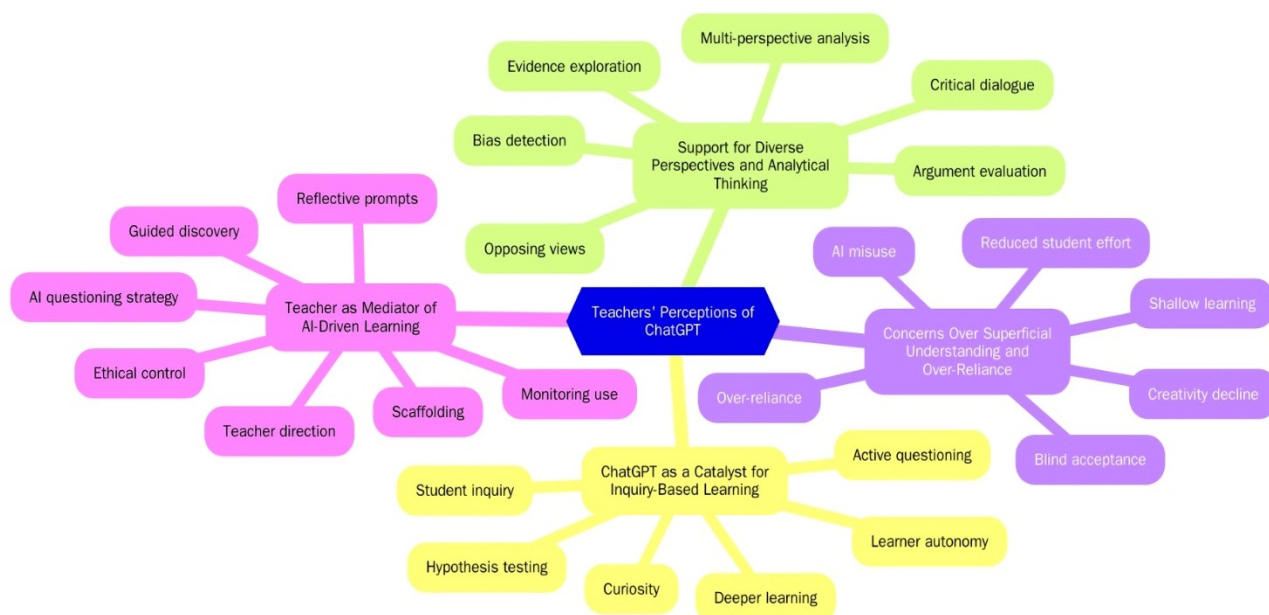 Multi-perspective analysis
Evidence exploration
Critical dialogue
Bias detection
Support for Diverse
Perspectives and Analytical
Thinking
Argument evaluation
Opposing views
Reflective prompts
Guided discovery
AI questioning strategy
Teacher as Mediator of
AI-Driven Learning
Ethical control
Teacher direction
Scaffolding
Monitoring use
Teachers' Perceptions of
ChatGPT
AI misuse
Reduced student effort
Shallow learning
Concerns Over Superficial
Understanding and
Over-Reliance
Over-reliance
Creativity decline
Blind acceptance
ChatGPT as a Catalyst for
Inquiry-Based Learning
Active questioning
Student inquiry
Learner autonomy
Hypothesis testing
Curiosity
Deeper learning